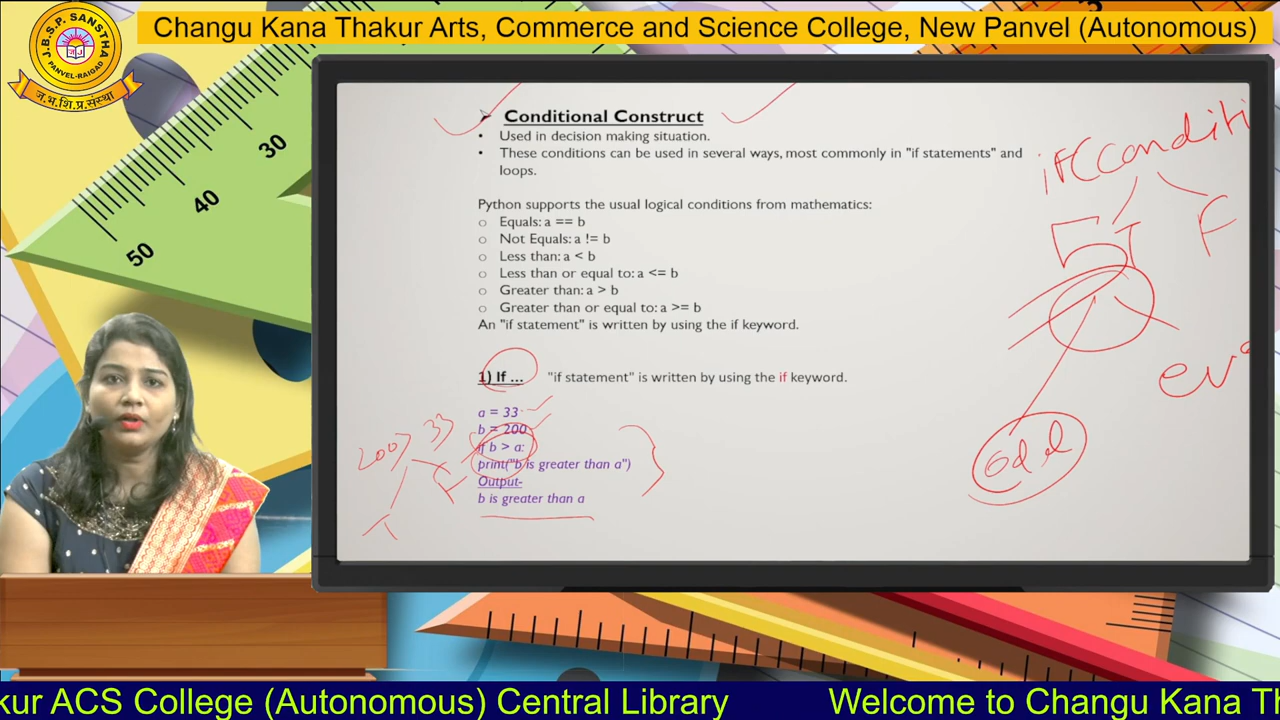 Changu Kana Thakur Arts, Commerce and Science College, New Panvel (Autonomous)
J.B.S.P. SANSTHA
PANVEL-RAIGAD
ज.भ.शि.प्र.संस्था
30
40
50
➢ Conditional Construct
• Used in decision making situation.
• These conditions can be used in several ways, most commonly in "if statements" and
loops.
Python supports the usual logical conditions from mathematics:
o Equals: a == b
o Not Equals: a != b
o Less than: a < b
o Less than or equal to: a <= b
o Greater than: a > b
o Greater than or equal to: a >= b
An "if statement" is written by using the if keyword.
1) If ... "if statement" is written by using the if keyword.
a = 33
b = 200
if b > a:
print("b is greater than a")
Output-
b is greater than a
200 > 33
T F
if(conditi
T F
eve
odd
kur ACS College (Autonomous) Central Library Welcome to Changu Kana Th